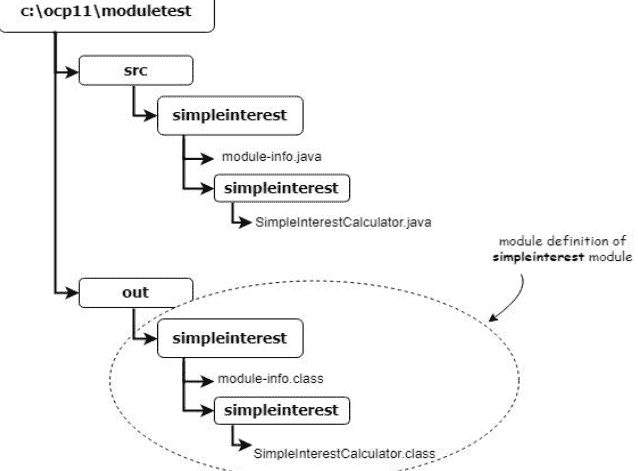 c:\ocp11\moduletest
src
simpleinterest
module-info.java
simpleinterest
SimpleInterestCalculator.java
module definition of
simpleinterest module
out
simpleinterest
module-info.class
simpleinterest
SimpleInterestCalculator.class